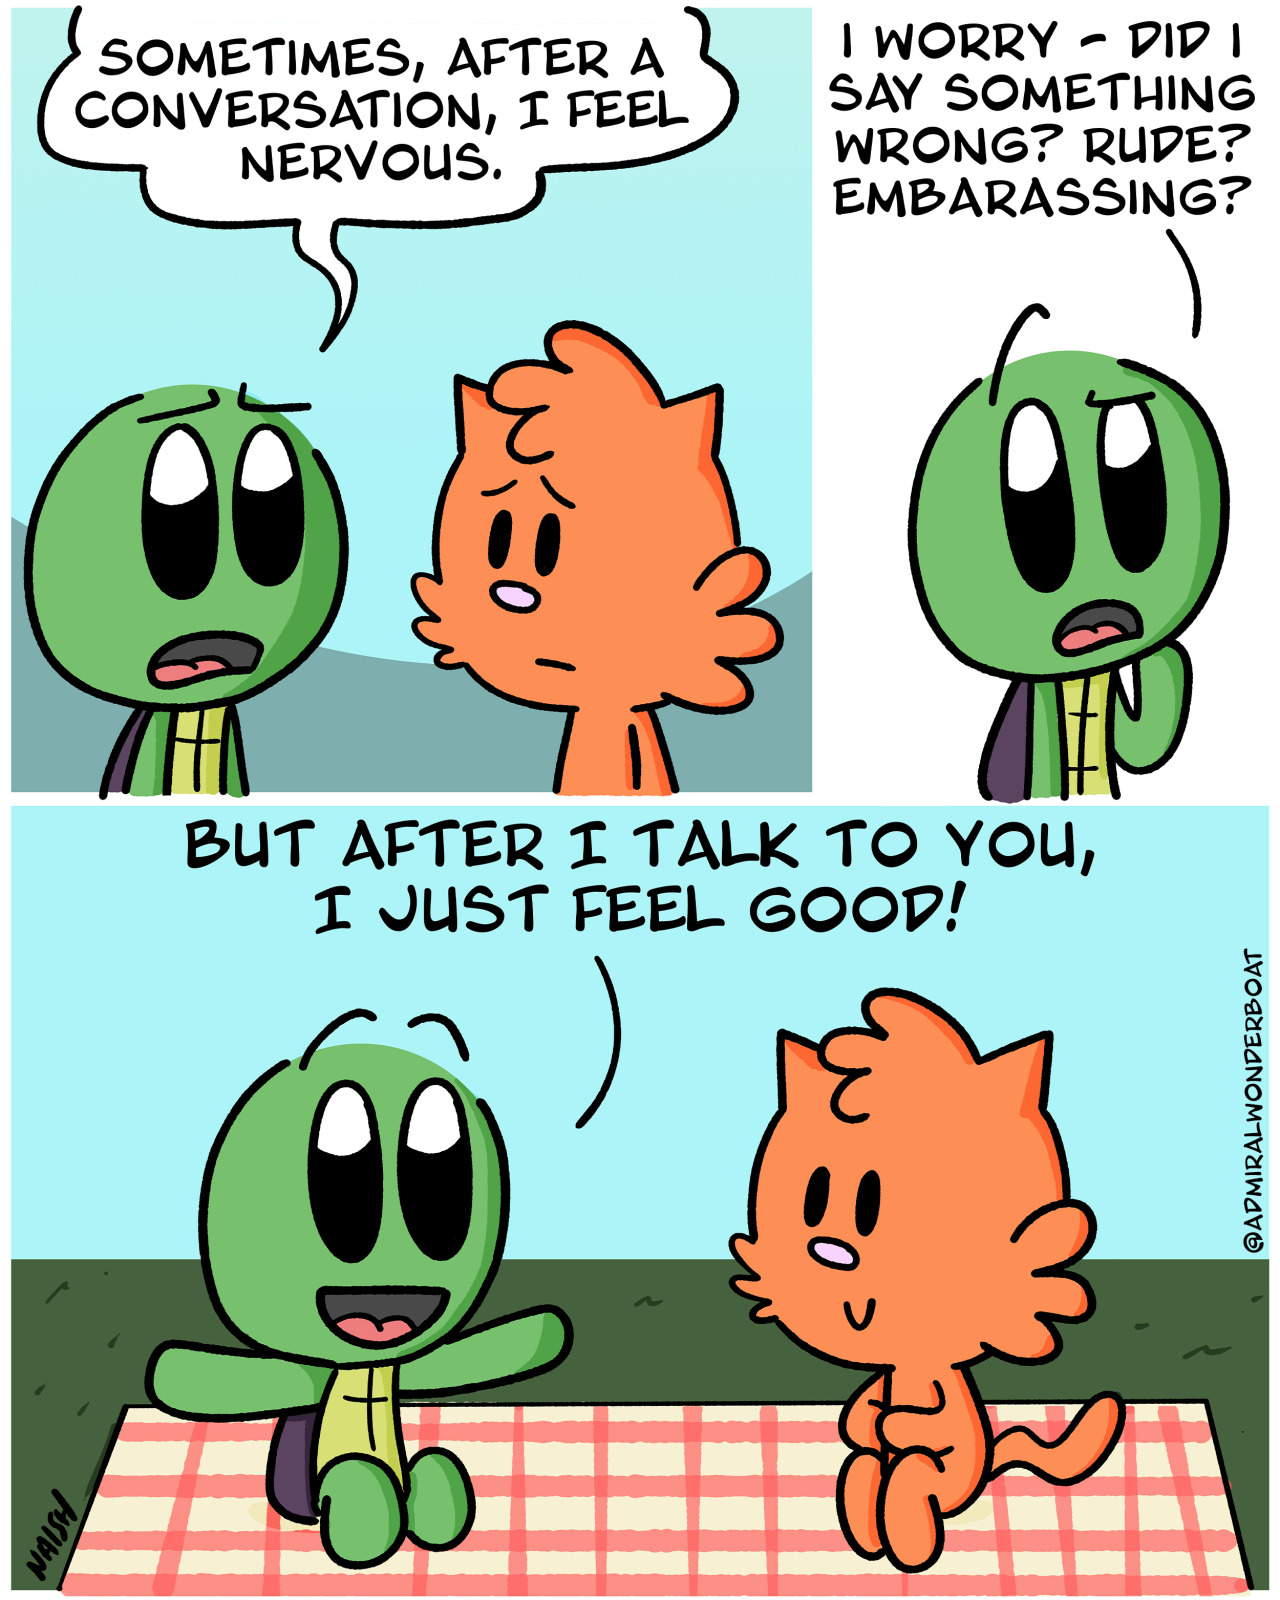 SOMETIMES, AFTER A
CONVERSATION, I FEEL
NERVOUS.
I WORRY - DID I
SAY SOMETHING
WRONG? RUDE?
EMBARASSING?
BUT AFTER I TALK TO YOU,
I JUST FEEL GOOD!
@ADMIRALWONDERBOAT
NAISH